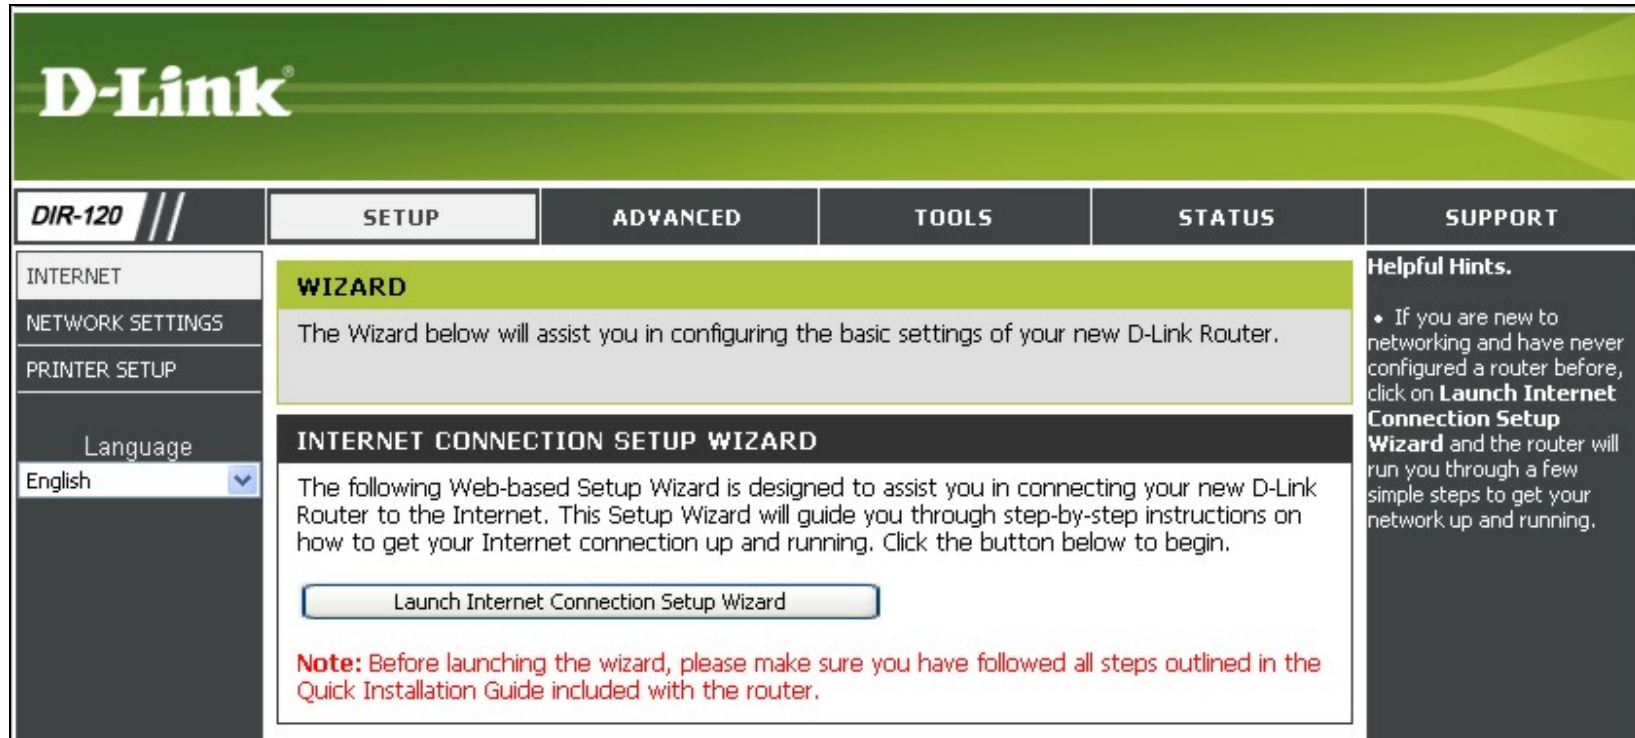 D-Link®
DIR-120
SETUP
ADVANCED
TOOLS
STATUS
SUPPORT
INTERNET
NETWORK SETTINGS
PRINTER SETUP
Language
English
WIZARD
The Wizard below will assist you in configuring the basic settings of your new D-Link Router.
INTERNET CONNECTION SETUP WIZARD
The following Web-based Setup Wizard is designed to assist you in connecting your new D-Link
Router to the Internet. This Setup Wizard will guide you through step-by-step instructions on
how to get your Internet connection up and running. Click the button below to begin.
Launch Internet Connection Setup Wizard
Note: Before launching the wizard, please make sure you have followed all steps outlined in the
Quick Installation Guide included with the router.
Helpful Hints.
• If you are new to
networking and have never
configured a router before,
click on Launch Internet
Connection Setup
Wizard and the router will
run you through a few
simple steps to get your
network up and running.